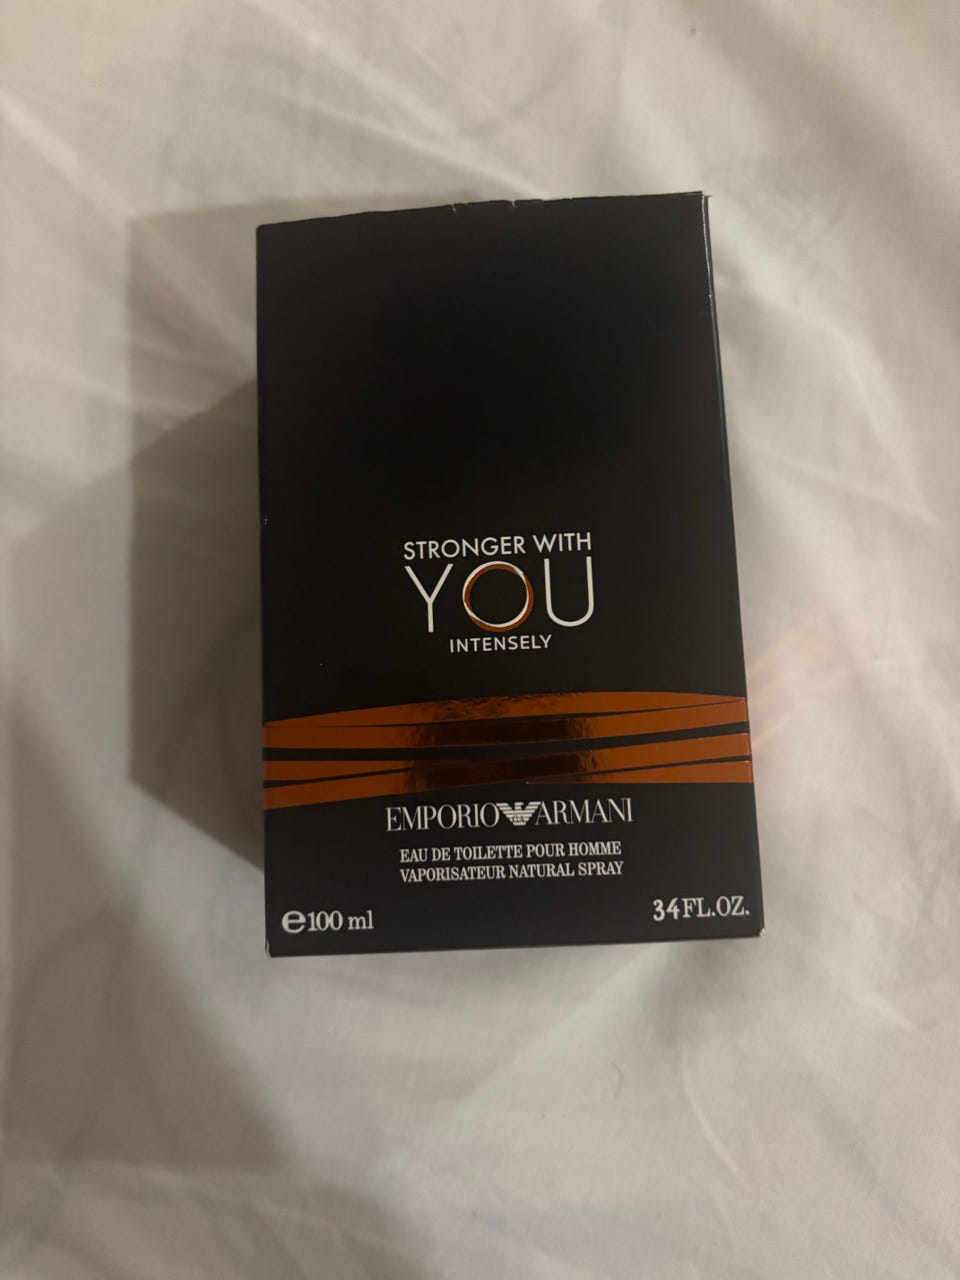 STRONGER WITH
YOU
INTENSELY
EMPORIO ARMANI
EAU DE TOILETTE POUR HOMME
VAPORISATEUR NATURAL SPRAY
℮100 ml
34FL.OZ.